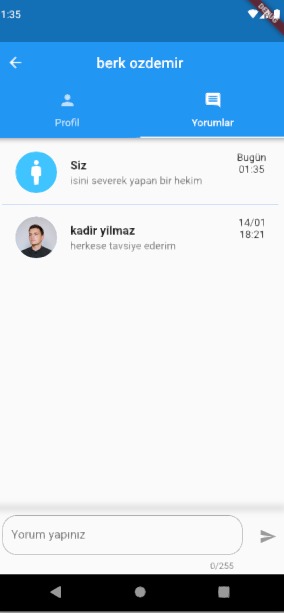 1:35
DEBUG
berk ozdemir
Profil
Yorumlar
Siz
isini severek yapan bir hekim
Bugün
01:35
kadir yilmaz
herkese tavsiye ederim
14/01
18:21
Yorum yapınız
0/255